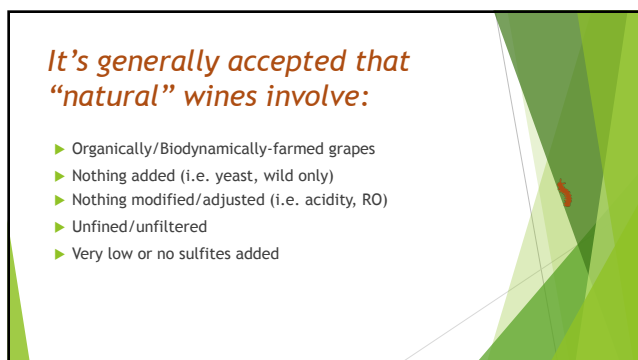 It’s generally accepted that
“natural” wines involve:
Organically/Biodynamically-farmed grapes
Nothing added (i.e. yeast, wild only)
Nothing modified/adjusted (i.e. acidity, RO)
Unfined/unfiltered
Very low or no sulfites added